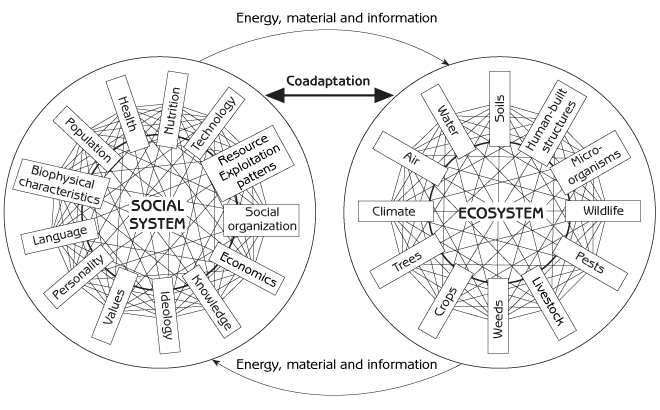 Energy, material and information
Coadaptation
Health
Nutrition
Technology
Population
Resource
Exploitation
pattens
Biophysical
characteristics
SOCIAL
SYSTEM
Social
organization
Language
Economics
Personality
Knowledge
Values
Ideology
Soils
Human-built
structures
Water
Micro-
organisms
Air
Climate
ECOSYSTEM
Wildlife
Trees
Pests
Crops
Livestock
Weeds
Energy, material and information